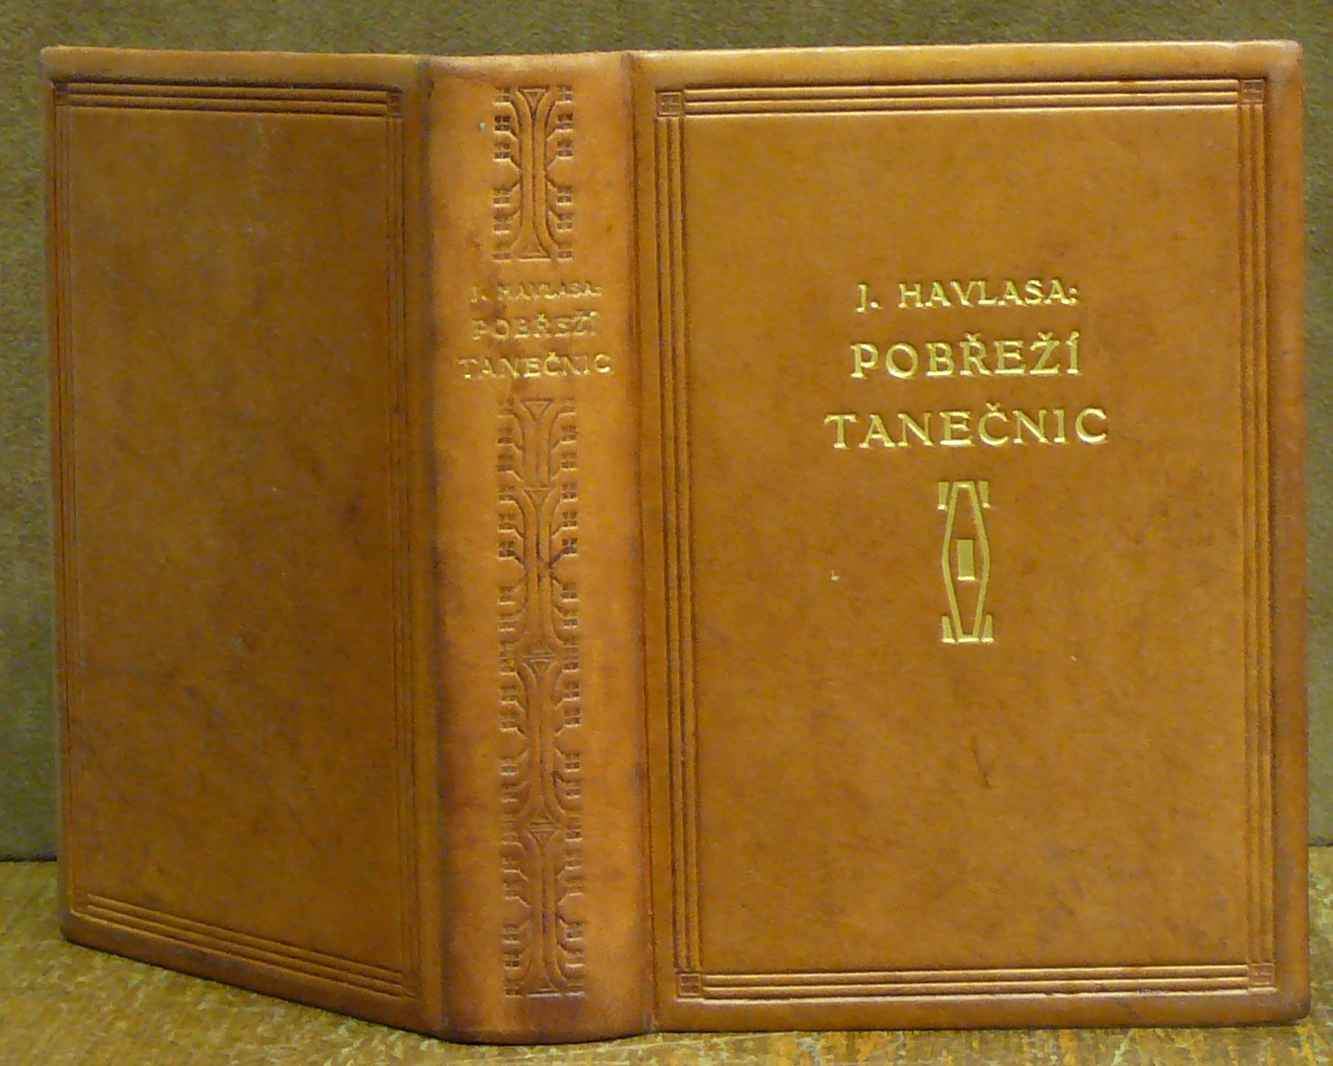 J. HAVLASA:
POBŘEŽÍ
TANEČNIC
J. HAVLASA:
POBŘEŽÍ
TANEČNIC